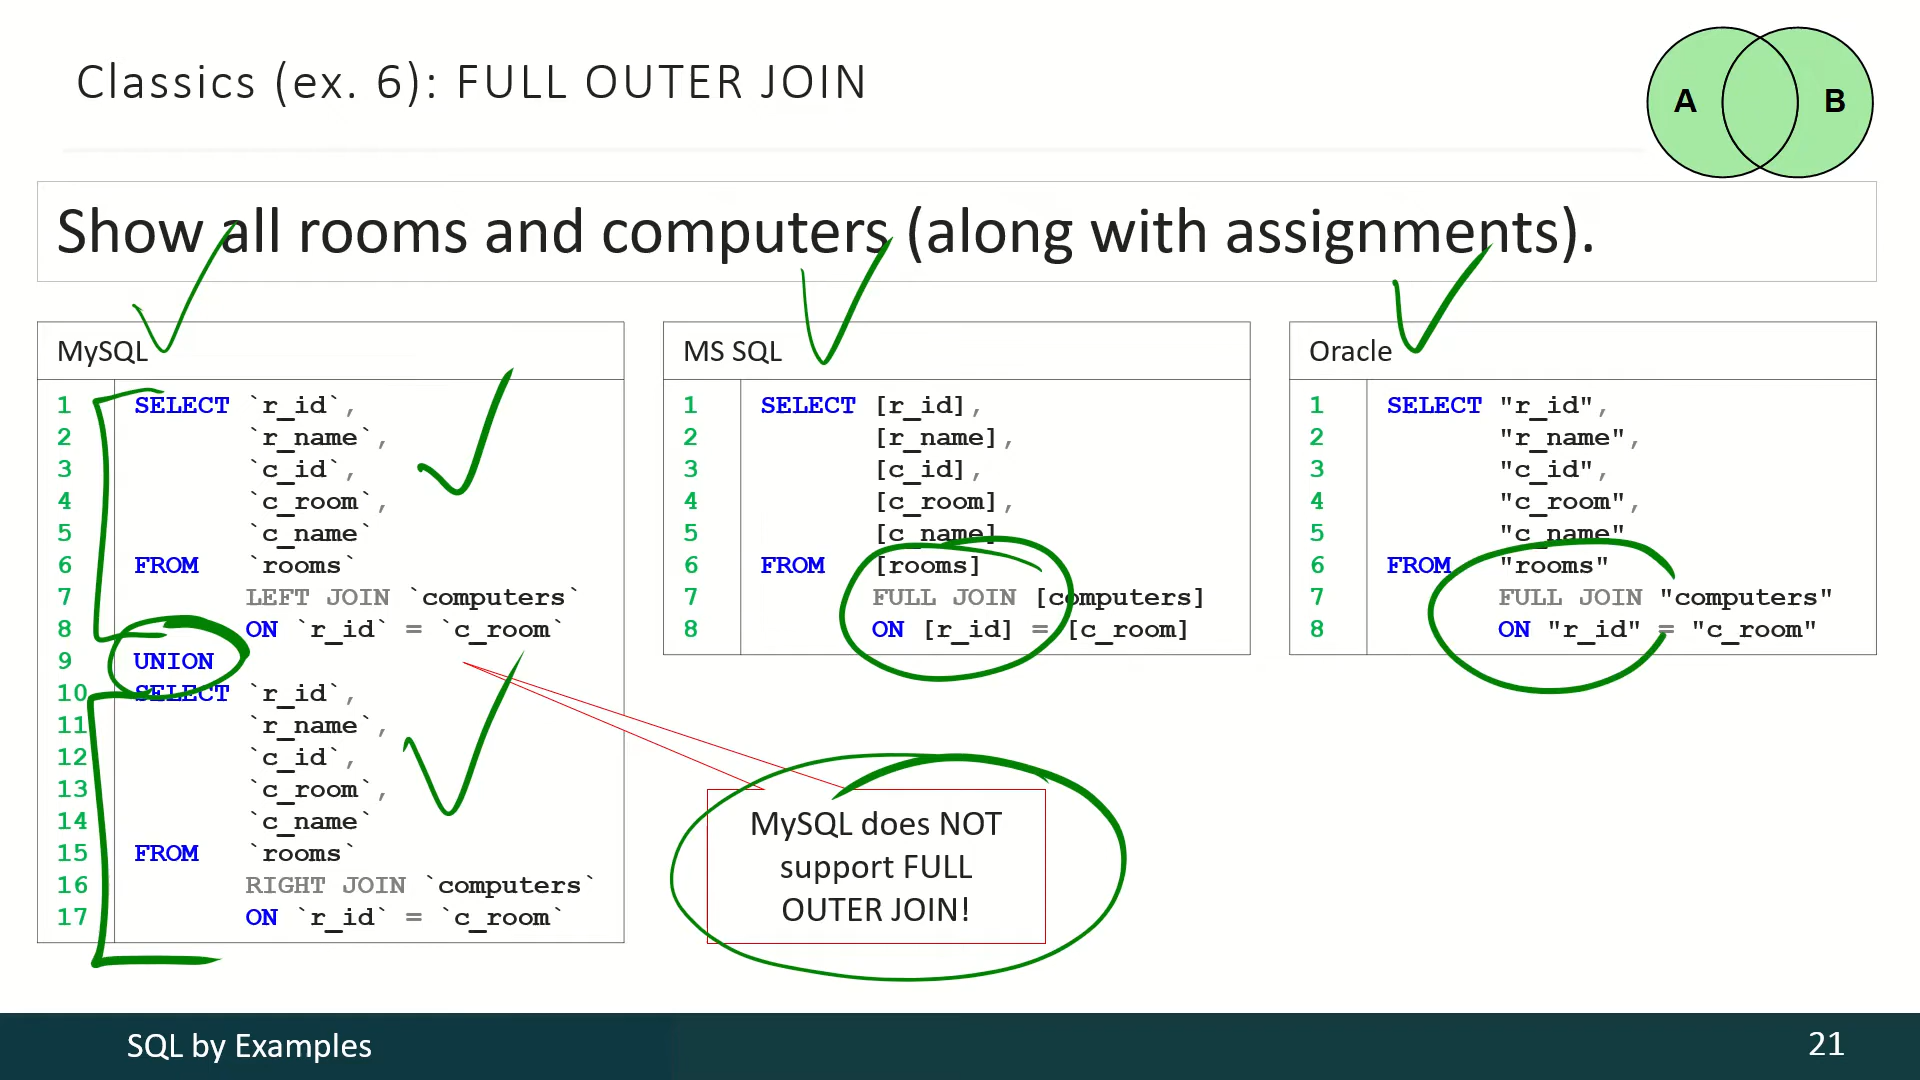 Classics (ex. 6): FULL OUTER JOIN
A
B
Show all rooms and computers (along with assignments).
MySQL
1 SELECT `r_id`,
2 `r_name`,
3 `c_id`,
4 `c_room`,
5 `c_name`
6 FROM `rooms`
7 LEFT JOIN `computers`
8 ON `r_id` = `c_room`
9 UNION
10 SELECT `r_id`,
11 `r_name`,
12 `c_id`,
13 `c_room`,
14 `c_name`
15 FROM `rooms`
16 RIGHT JOIN `computers`
17 ON `r_id` = `c_room`
MS SQL
1 SELECT [r_id],
2 [r_name],
3 [c_id],
4 [c_room],
5 [c_name]
6 FROM [rooms]
7 FULL JOIN [computers]
8 ON [r_id] = [c_room]
Oracle
1 SELECT "r_id",
2 "r_name",
3 "c_id",
4 "c_room",
5 "c_name"
6 FROM "rooms"
7 FULL JOIN "computers"
8 ON "r_id" = "c_room"
MySQL does NOT
support FULL
OUTER JOIN!
SQL by Examples
21